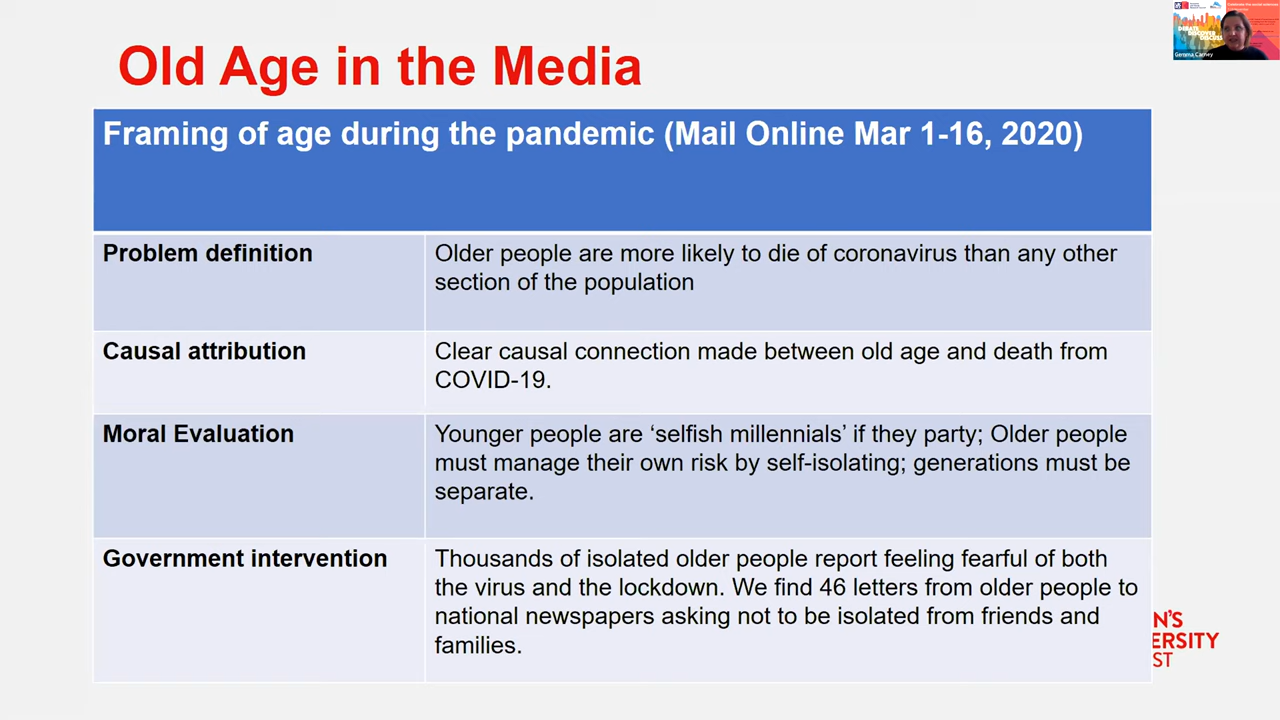 Old Age in the Media
Framing of age during the pandemic (Mail Online Mar 1-16, 2020)
Problem definition
Older people are more likely to die of coronavirus than any other
section of the population
Causal attribution
Clear causal connection made between old age and death from
COVID-19.
Moral Evaluation
Younger people are ‘selfish millennials’ if they party; Older people
must manage their own risk by self-isolating; generations must be
separate.
Government intervention
Thousands of isolated older people report feeling fearful of both
the virus and the lockdown. We find 46 letters from older people to
national newspapers asking not to be isolated from friends and
families.
N'S
ERSITY
ST
DEBATE
DISCOVER
DISCUSS
Gemma Carney